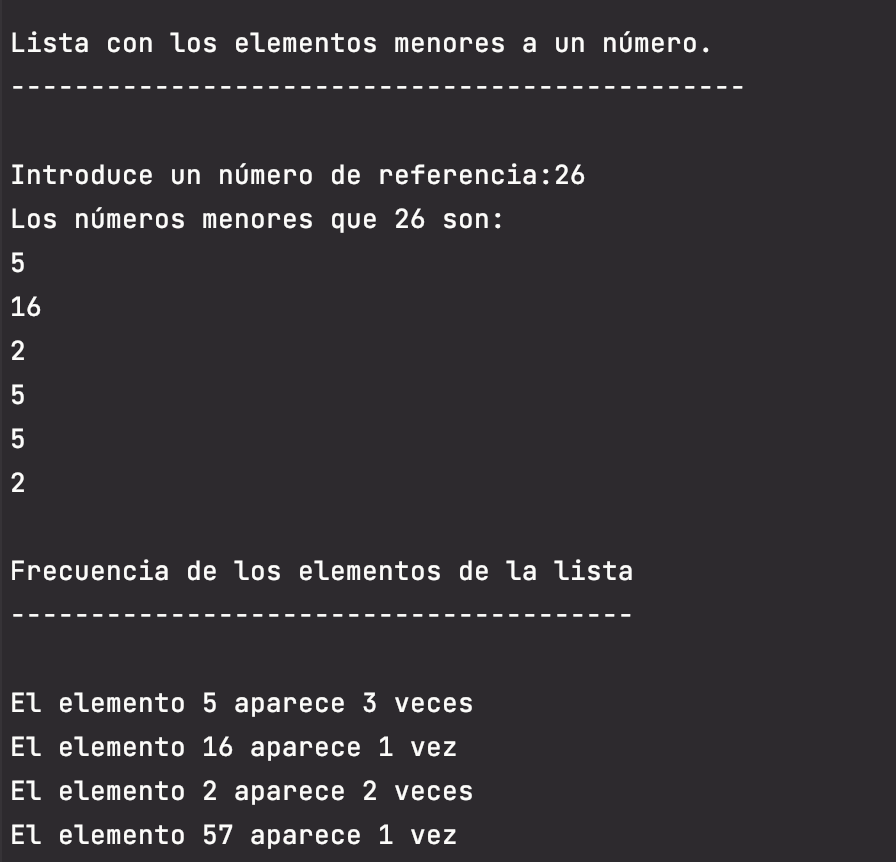 Lista con los elementos menores a un número.
----------------------------------------------
Introduce un número de referencia:26
Los números menores que 26 son:
5
16
2
5
5
2
Frecuencia de los elementos de la lista
---------------------------------------
El elemento 5 aparece 3 veces
El elemento 16 aparece 1 vez
El elemento 2 aparece 2 veces
El elemento 57 aparece 1 vez